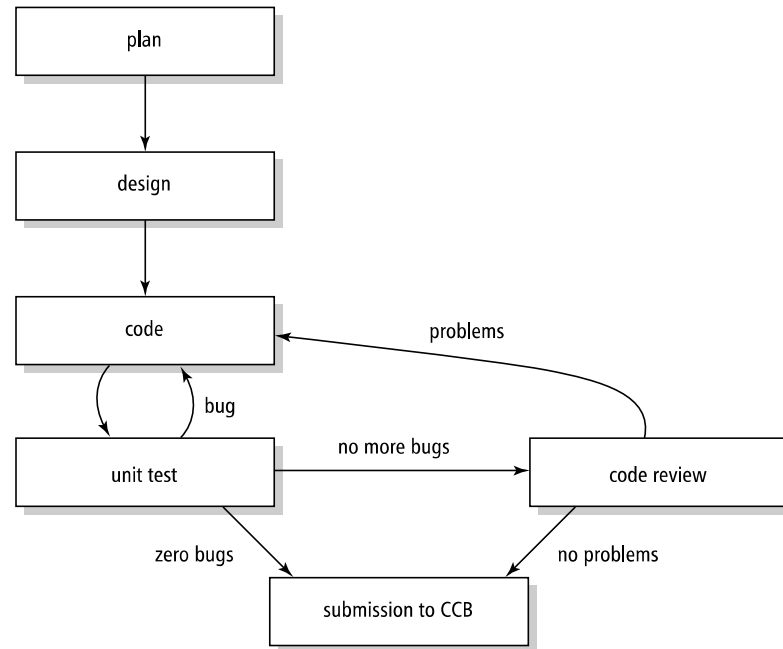 plan
design
code
problems
bug
no more bugs
unit test
code review
zero bugs
no problems
submission to CCB